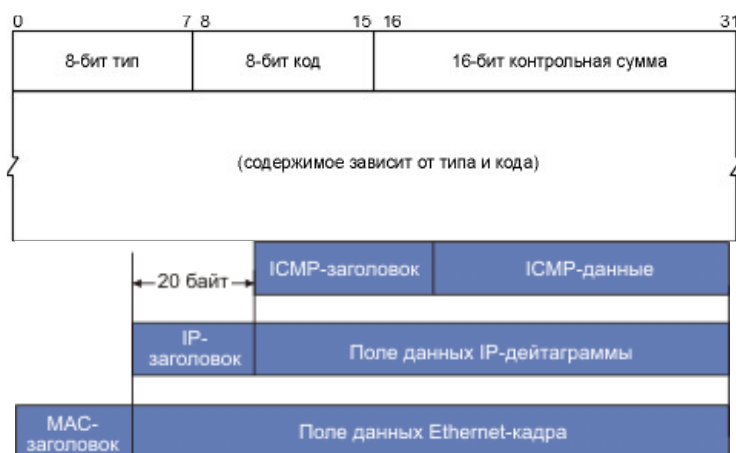 0 7 8 15 16 31
8-бит тип 8-бит код 16-бит контрольная сумма
(содержимое зависит от типа и кода)
ICMP-заголовок ICMP-данные
20 байт
IP-
заголовок Поле данных IP-дейтаграммы
MAC-
заголовок Поле данных Ethernet-кадра